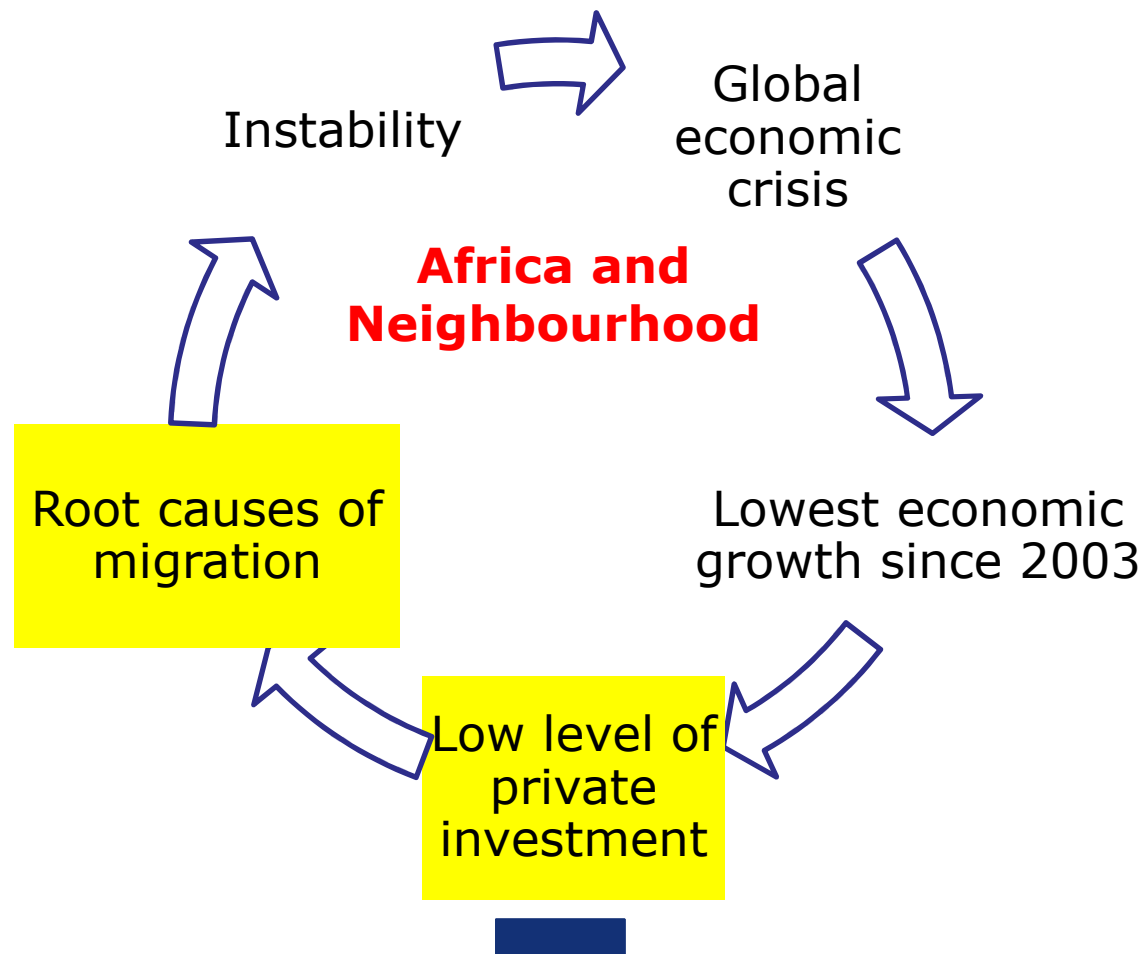 Instability
Global
economic
crisis
Africa and
Neighbourhood
Lowest economic
growth since 2003
Low level of
private
investment
Root causes of
migration